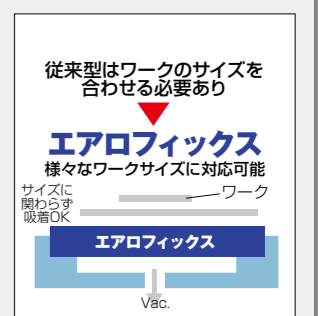 従来型はワークのサイズを
合わせる必要あり
エアロフィックス
様々なワークサイズに対応可能
サイズに
関わらず
吸着OK
ワーク
エアロフィックス
Vac.